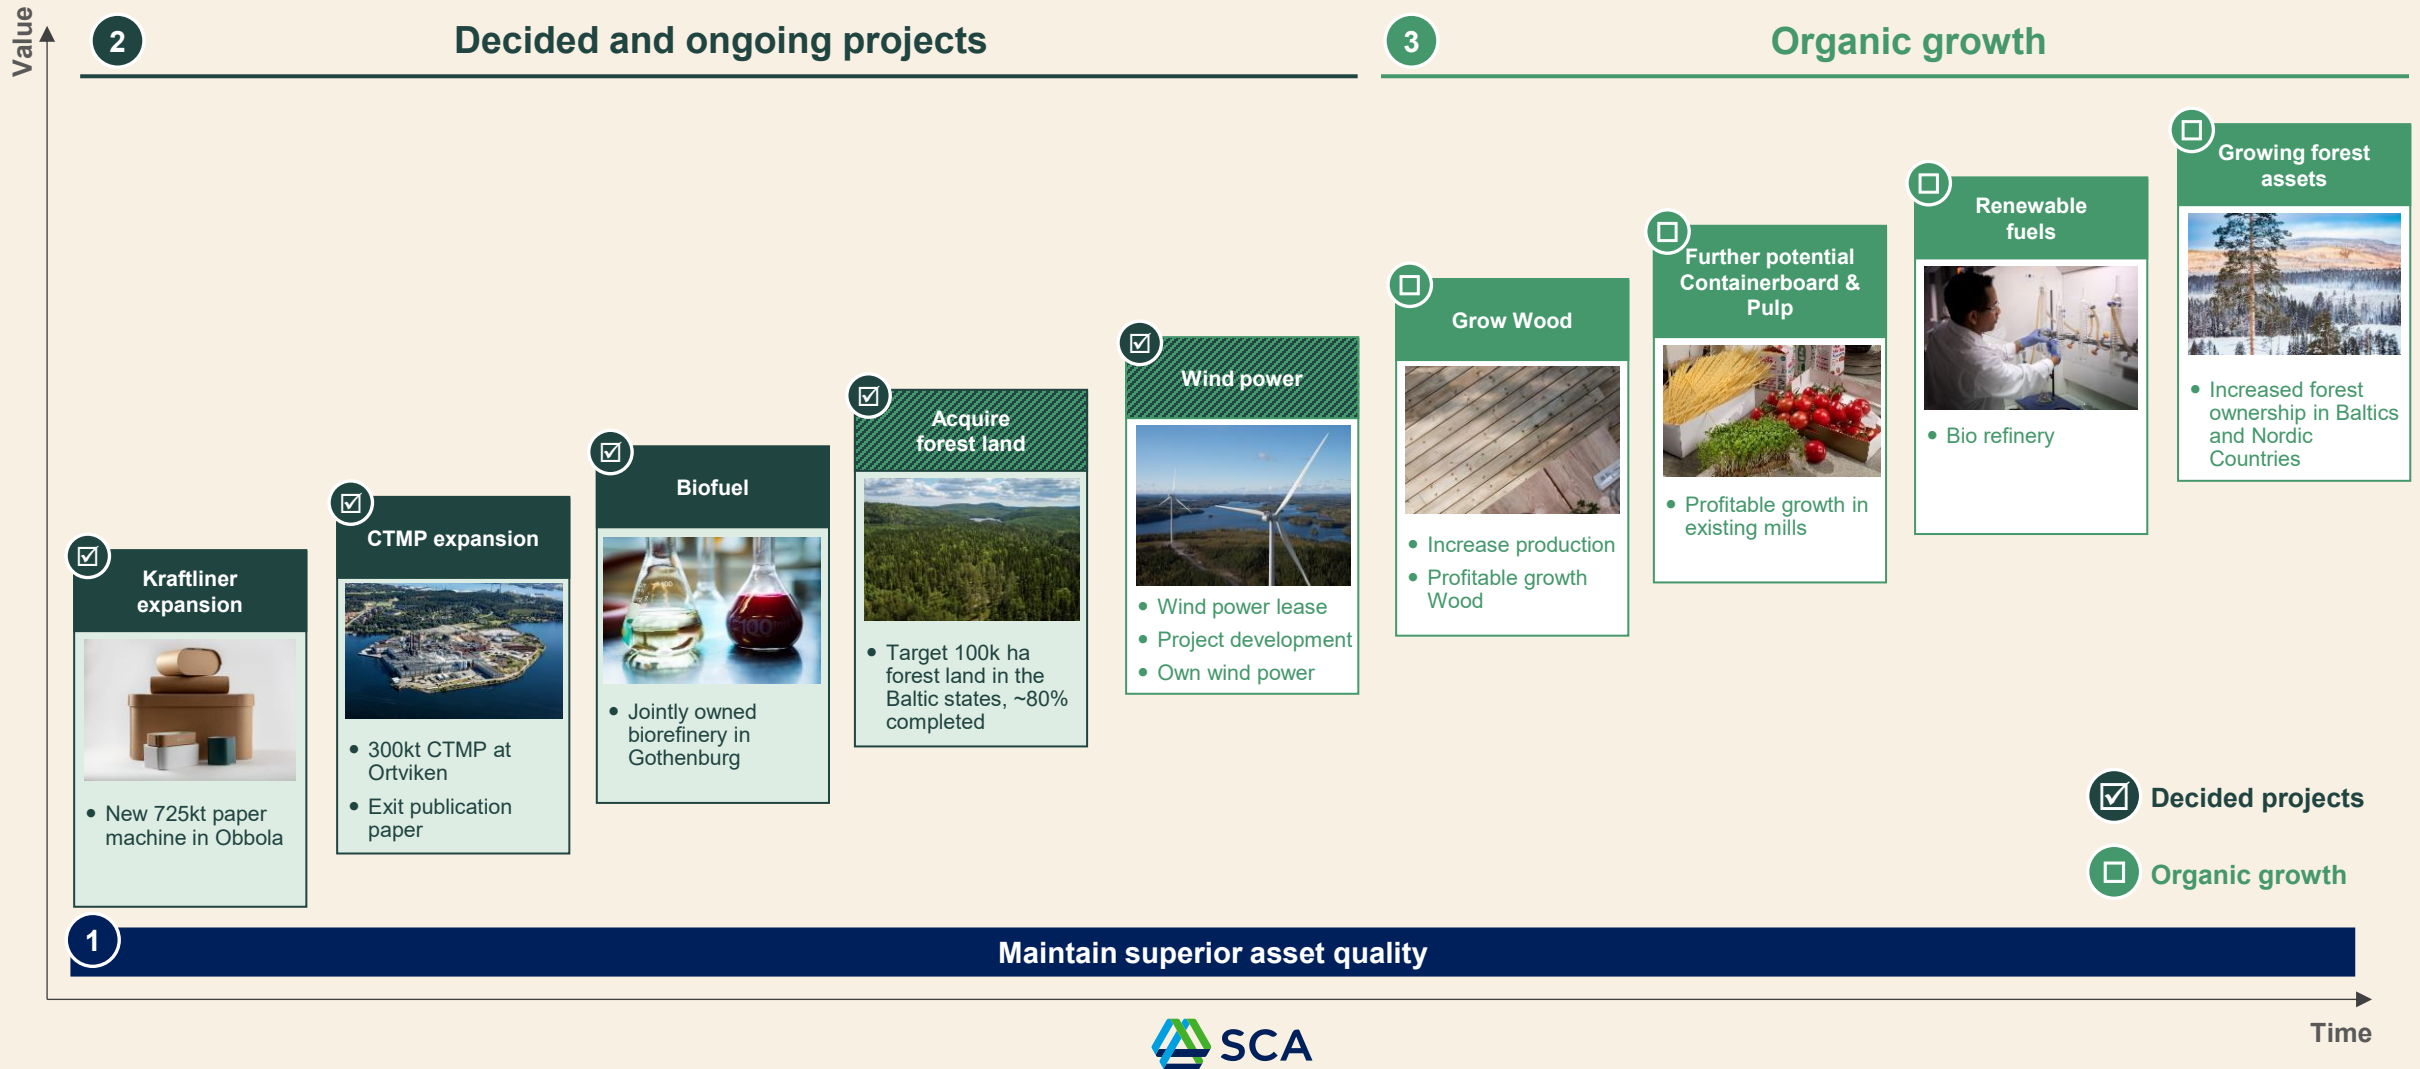 Value
2
Decided and ongoing projects
3
Organic growth
Kraftliner
expansion
• New 725kt paper
machine in Obbola
CTMP expansion
• 300kt CTMP at
Ortviken
• Exit publication
paper
Biofuel
• Jointly owned
biorefinery in
Gothenburg
Acquire
forest land
• Target 100k ha
forest land in the
Baltic states, ~80%
completed
Wind power
• Wind power lease
• Project development
• Own wind power
Grow Wood
• Increase production
• Profitable growth
Wood
Further potential
Containerboard &
Pulp
• Profitable growth in
existing mills
Renewable
fuels
• Bio refinery
Growing forest
assets
• Increased forest
ownership in Baltics
and Nordic
Countries
Decided projects
Organic growth
1
Maintain superior asset quality
Time
SCA